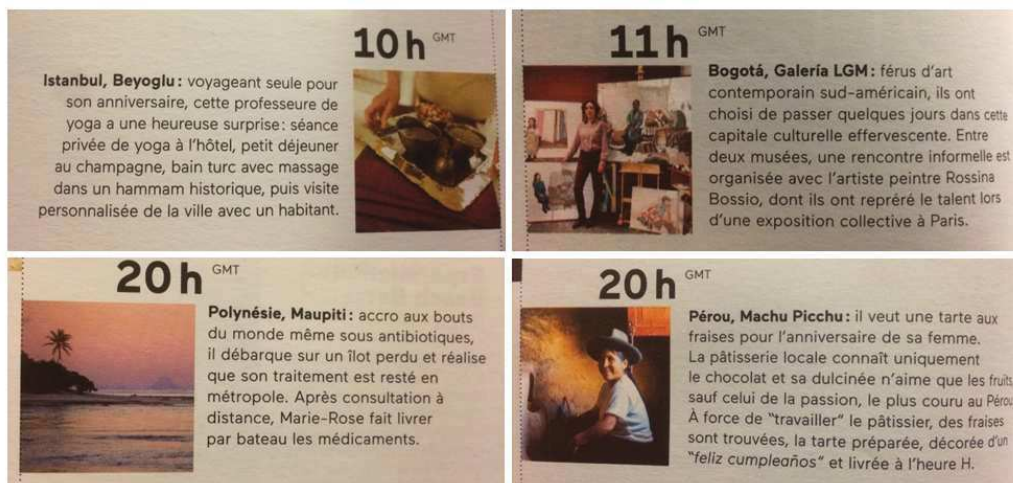 10 h GMT
Istanbul, Beyoglu : voyageant seule pour
son anniversaire, cette professeure de
yoga a une heureuse surprise : séance
privée de yoga à l'hôtel, petit déjeuner
au champagne, bain turc avec massage
dans un hammam historique, puis visite
personnalisée de la ville avec un habitant.
11 h GMT
Bogotá, Galería LGM : férus d'art
contemporain sud-américain, ils ont
choisi de passer quelques jours dans cette
capitale culturelle effervescente. Entre
deux musées, une rencontre informelle est
organisée avec l'artiste peintre Rossina
Bossio, dont ils ont repréré le talent lors
d'une exposition collective à Paris.
20 h GMT
Polynésie, Maupiti : accro aux bouts
du monde même sous antibiotiques,
il débarque sur un îlot perdu et réalise
que son traitement est resté en
métropole. Après consultation à
distance, Marie-Rose fait livrer
par bateau les médicaments.
20 h GMT
Pérou, Machu Picchu : il veut une tarte aux
fraises pour l'anniversaire de sa femme.
La pâtisserie locale connaît uniquement
le chocolat et sa dulcinée n'aime que les fruits
sauf celui de la passion, le plus couru au Pérou
À force de "travailler" le pâtissier, des fraises
sont trouvées, la tarte préparée, décorée d'un
"feliz cumpleaños" et livrée à l'heure H.